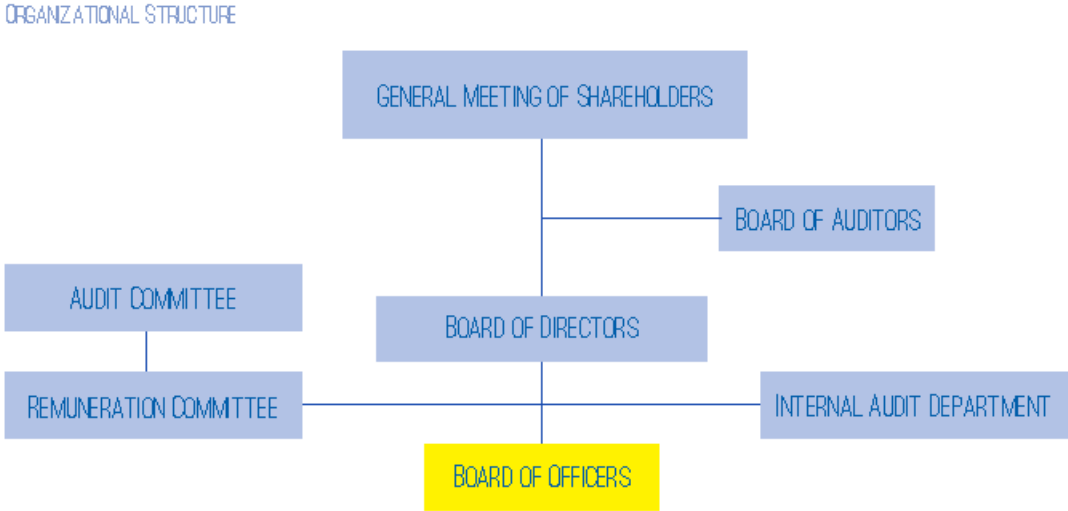 ORGANIZATIONAL STRUCTURE
GENERAL MEETING OF SHAREHOLDERS
BOARD OF AUDITORS
AUDIT COMMITTEE
BOARD OF DIRECTORS
REMUNERATION COMMITTEE
INTERNAL AUDIT DEPARTMENT
BOARD OF OFFICERS